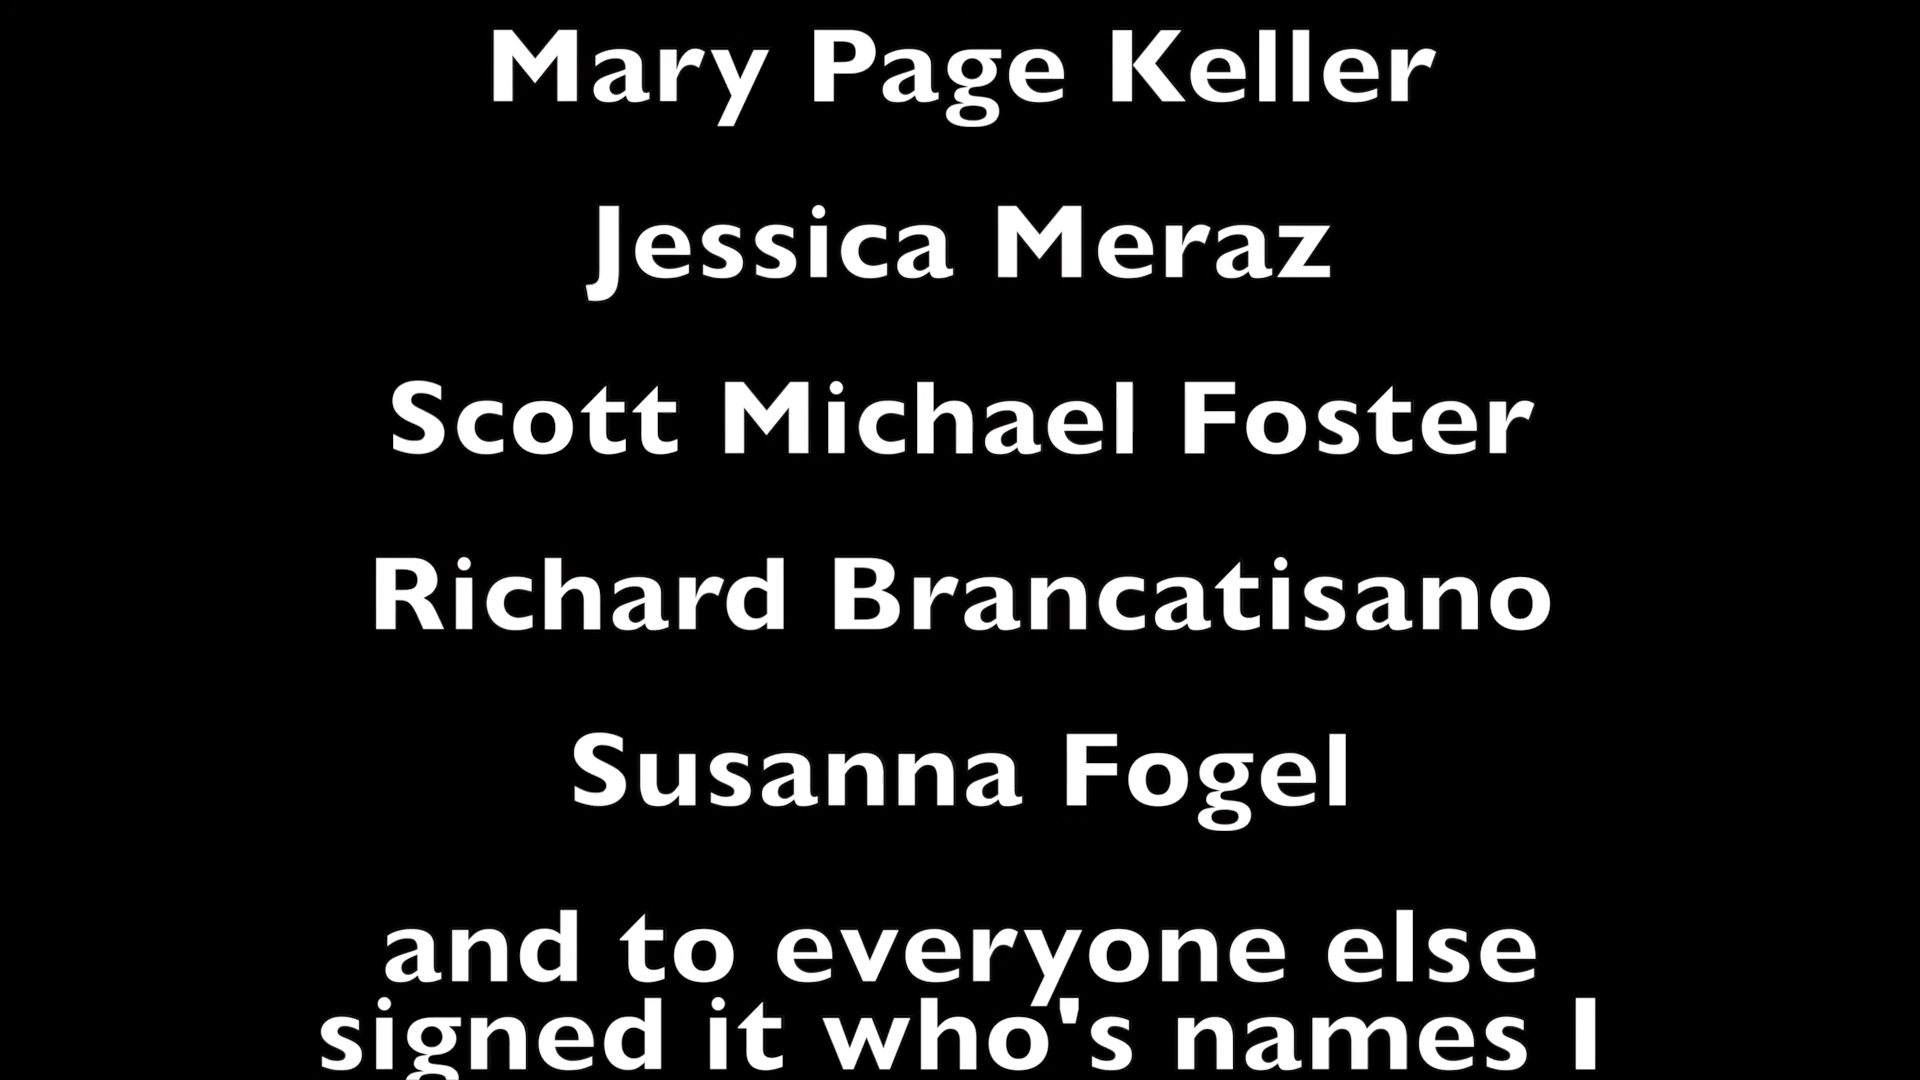 Mary Page Keller
Jessica Meraz
Scott Michael Foster
Richard Brancatisano
Susanna Fogel
and to everyone else
signed it who's names I